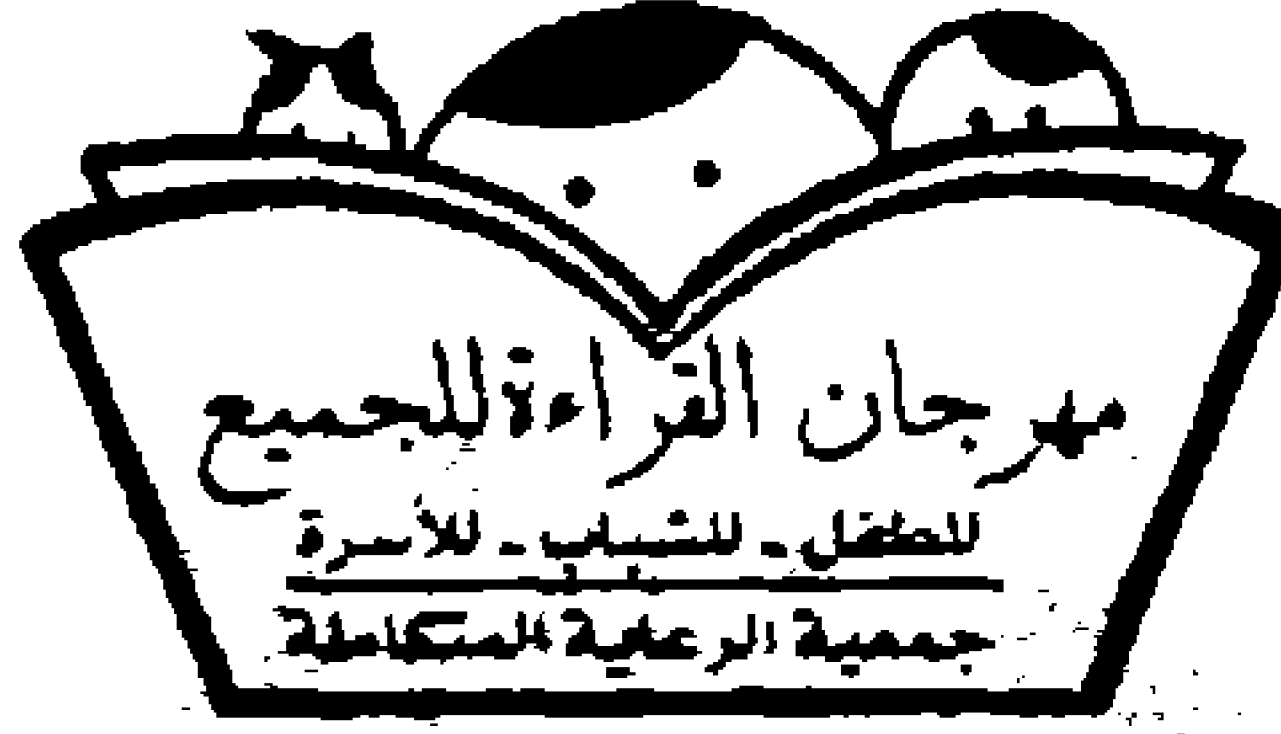 مهرجان القراءة للجميع
للطفل - للشباب - للأسرة
جمعية الرعاية المتكاملة